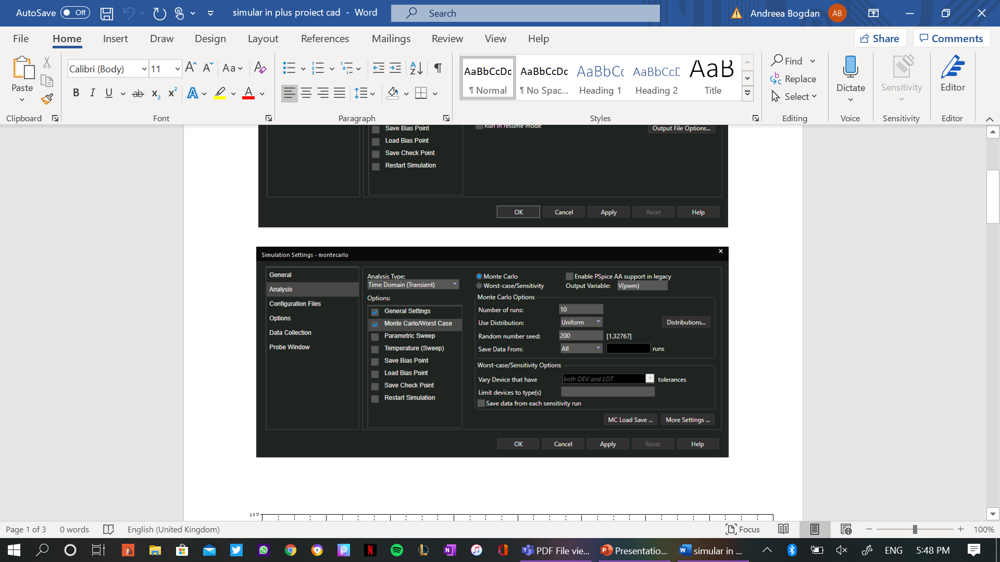 AutoSave Off simular in plus proiect cad - Word Search Andreea Bogdan AB
File Home Insert Draw Design Layout References Mailings Review View Help Share Comments
Paste
Clipboard
Calibri (Body) 11 Aa
B I U ab x2 x2 A A
Font
Paragraph
AaBbCcDc AaBbCcDc AaBbCc AaBbCcD AaB
¶ Normal ¶ No Spac... Heading 1 Heading 2 Title
Styles
Find
Replace
Select
Editing
Dictate
Voice
Sensitivity
Sensitivity
Editor
Editor
Save Bias Point Run in resume mode Output File Options...
Load Bias Point
Save Check Point
Restart Simulation
OK Cancel Apply Reset Help
Simulation Settings - montecarlo
General
Analysis
Configuration Files
Options
Data Collection
Probe Window
Analysis Type:
Time Domain (Transient)
Options:
General Settings
Monte Carlo/Worst Case
Parametric Sweep
Temperature (Sweep)
Save Bias Point
Load Bias Point
Save Check Point
Restart Simulation
Monte Carlo Enable PSpice AA support in legacy
Worst-case/Sensitivity Output Variable: V(pwm)
Monte Carlo Options
Number of runs: 10
Use Distribution: Uniform Distributions...
Random number seed: 200 [1.32767]
Save Data From: All runs
Worst-case/Sensitivity Options
Vary Device that have both DEV and LOT tolerances
Limit devices to type(s)
Save data from each sensitivity run
MC Load Save ... More Settings ...
OK Cancel Apply Reset Help
10V
Page 1 of 3 0 words English (United Kingdom) Focus 100%
PDF File vie... Presentatio... simular in ... ENG 5:48 PM